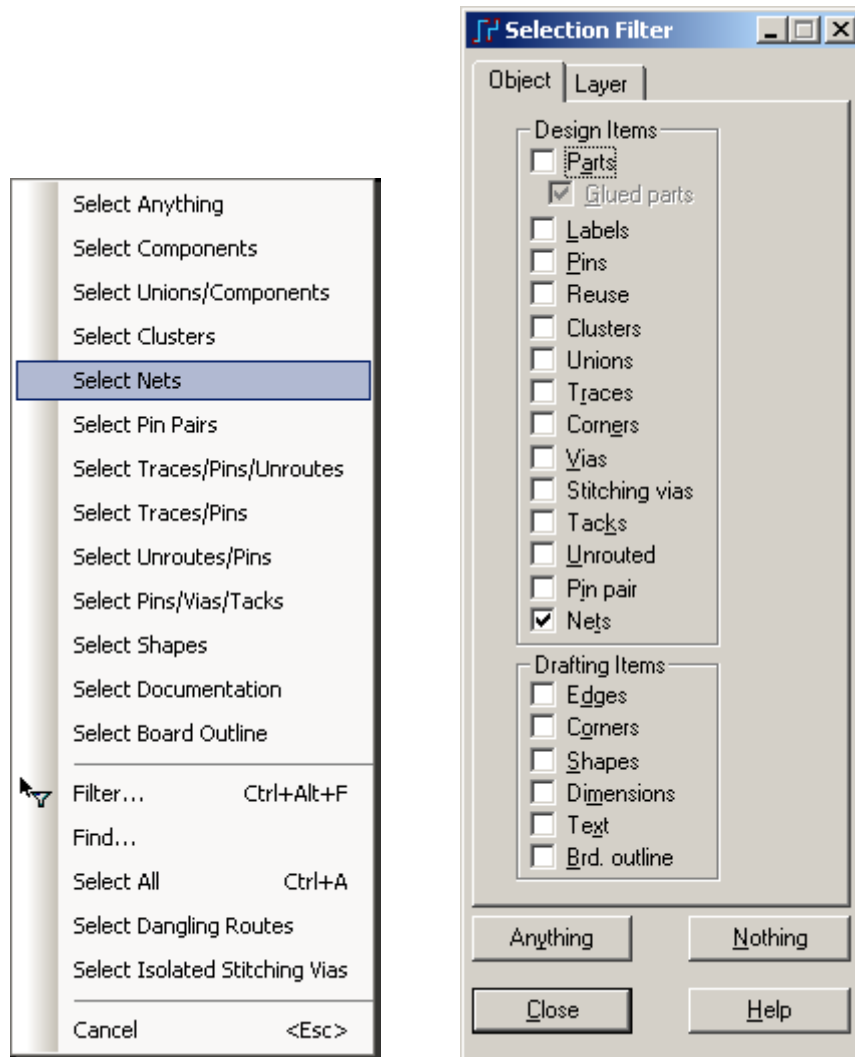 Select Anything
Select Components
Select Unions/Components
Select Clusters
Select Nets
Select Pin Pairs
Select Traces/Pins/Unroutes
Select Traces/Pins
Select Unroutes/Pins
Select Pins/Vias/Tacks
Select Shapes
Select Documentation
Select Board Outline
Filter... Ctrl+Alt+F
Find...
Select All Ctrl+A
Select Dangling Routes
Select Isolated Stitching Vias
Cancel <Esc>
Selection Filter
Object Layer
Design Items
Parts
Glued parts
Labels
Pins
Reuse
Clusters
Unions
Traces
Corners
Vias
Stitching vias
Tacks
Unrouted
Pin pair
Nets
Drafting Items
Edges
Corners
Shapes
Dimensions
Text
Brd. outline
Anything Nothing
Close Help